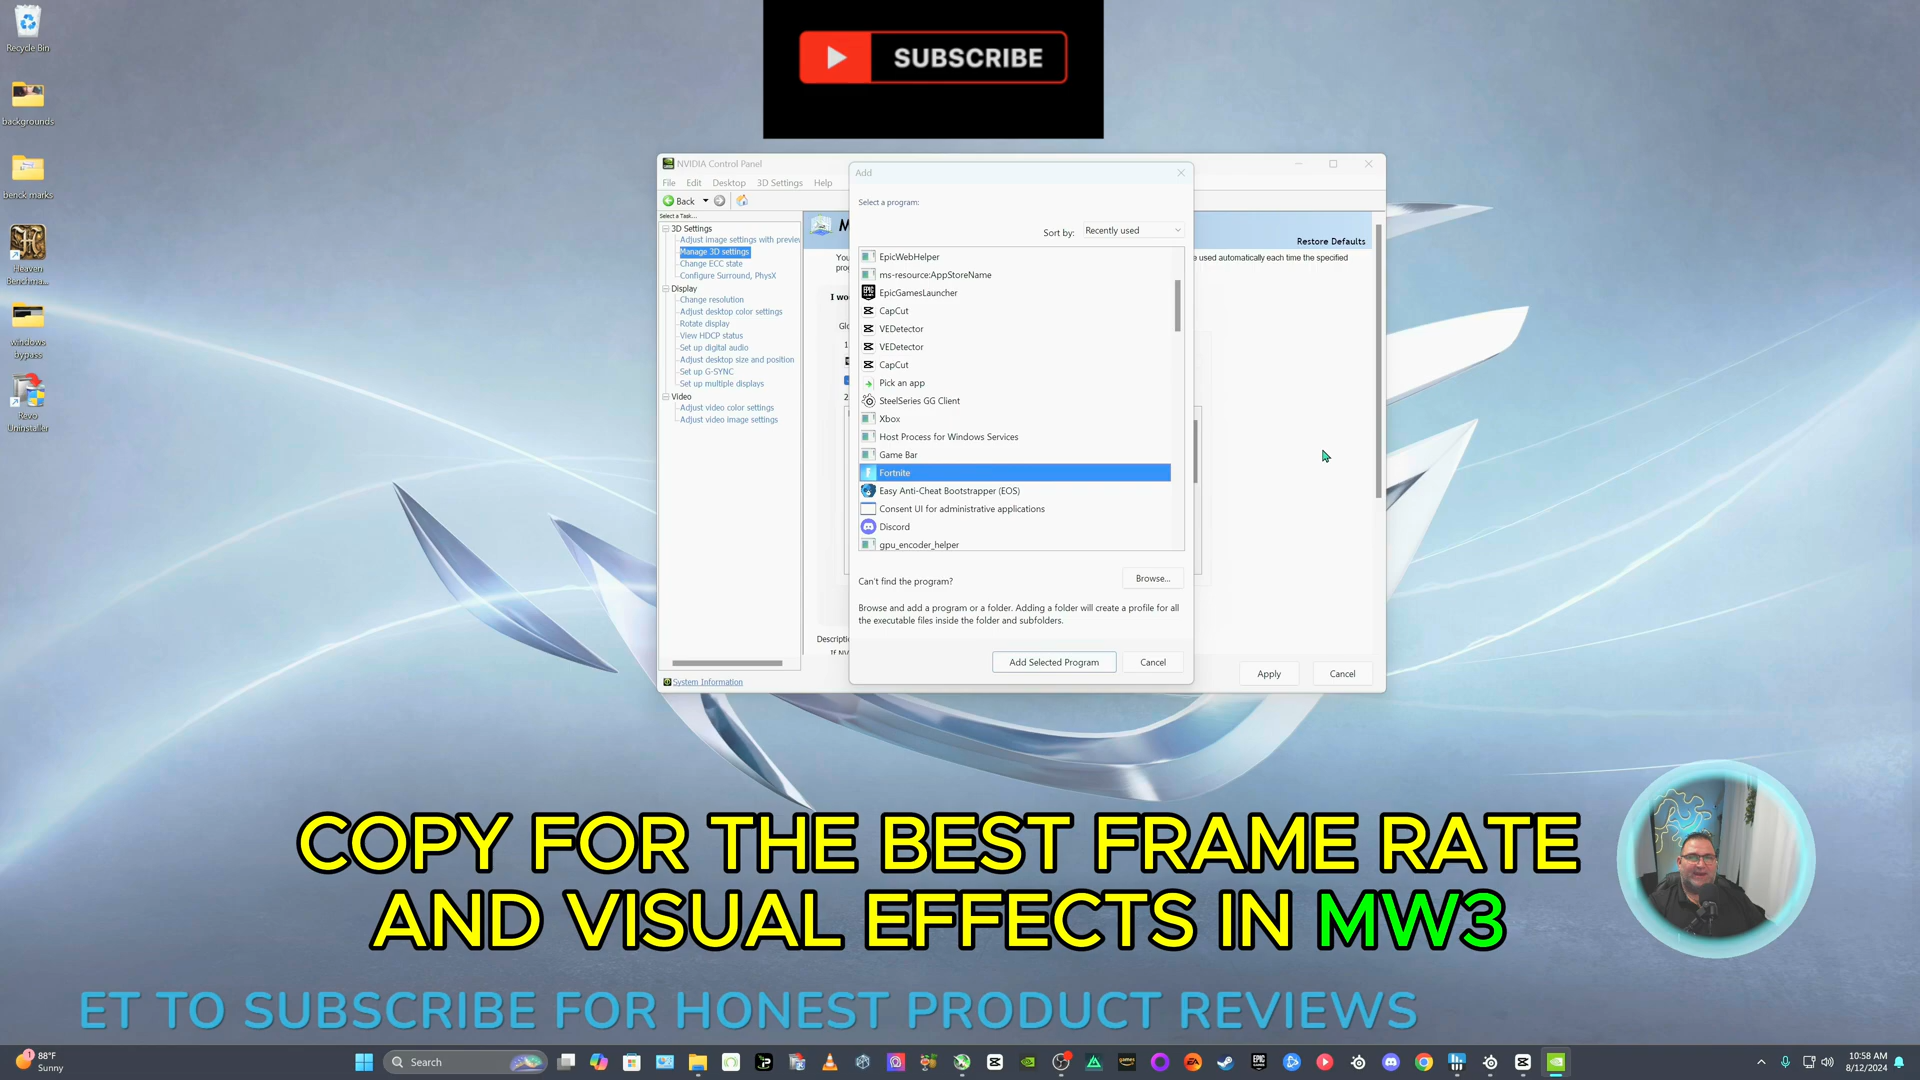 SUBSCRIBE
Recycle Bin
backgrounds
benck marks
Heaven
Benchma...
windows
bypass
Revo
Uninstaller
NVIDIA Control Panel
File Edit Desktop 3D Settings Help
Back
Select a Task...
3D Settings
Adjust image settings with preview
Manage 3D settings
Change ECC state
Configure Surround, PhysX
Display
Change resolution
Adjust desktop color settings
Rotate display
View HDCP status
Set up digital audio
Adjust desktop size and position
Set up G-SYNC
Set up multiple displays
Video
Adjust video color settings
Adjust video image settings
System Information
Restore Defaults
used automatically each time the specified
I wo
Descriptio
Apply
Cancel
Add
Select a program:
Sort by:
Recently used
EpicWebHelper
ms-resource:AppStoreName
EpicGamesLauncher
CapCut
VEDetector
VEDetector
CapCut
Pick an app
SteelSeries GG Client
Xbox
Host Process for Windows Services
Game Bar
Fortnite
Easy Anti-Cheat Bootstrapper (EOS)
Consent UI for administrative applications
Discord
gpu_encoder_helper
Can't find the program?
Browse...
Browse and add a program or a folder. Adding a folder will create a profile for all
the executable files inside the folder and subfolders.
Add Selected Program
Cancel
COPY FOR THE BEST FRAME RATE
AND VISUAL EFFECTS IN MW3
ET TO SUBSCRIBE FOR HONEST PRODUCT REVIEWS
1
88°F
Sunny
Search
10:58 AM
8/12/2024